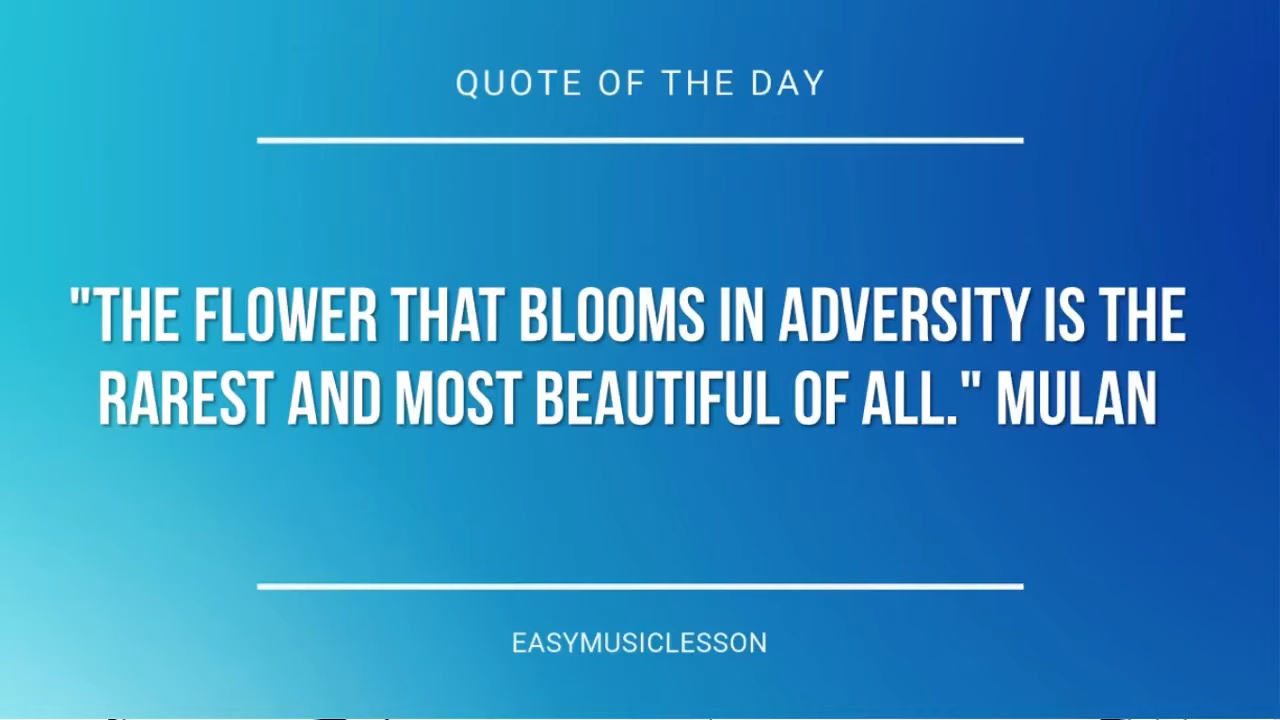 QUOTE OF THE DAY
"THE FLOWER THAT BLOOMS IN ADVERSITY IS THE
RAREST AND MOST BEAUTIFUL OF ALL." MULAN
EASYMUSICLESSON